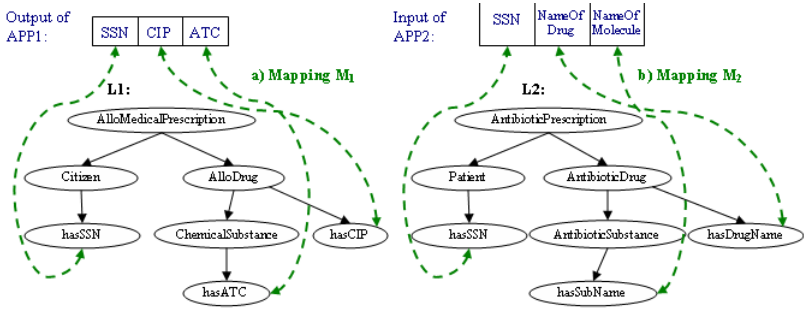 Output of
APP1:
SSN CIP ATC
a) Mapping M1
L1:
AlloMedicalPrescription
Citizen
AlloDrug
hasSSN
ChemicalSubstance
hasCIP
hasATC
Input of
APP2:
SSN
NameOf
Drug
NameOf
Molecule
b) Mapping M2
L2:
AntibioticPrescription
Patient
AntibioticDrug
hasSSN
AntibioticSubstance
hasDrugName
hasSubName